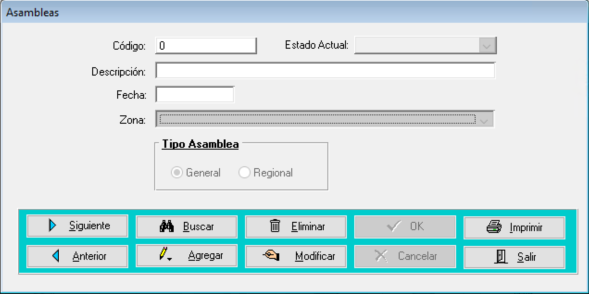 Asambleas
Código: 0 Estado Actual:
Descripción:
Fecha:
Zona:
Tipo Asamblea
General Regional
Siguiente Buscar Eliminar OK Imprimir
Anterior Agregar Modificar Cancelar Salir